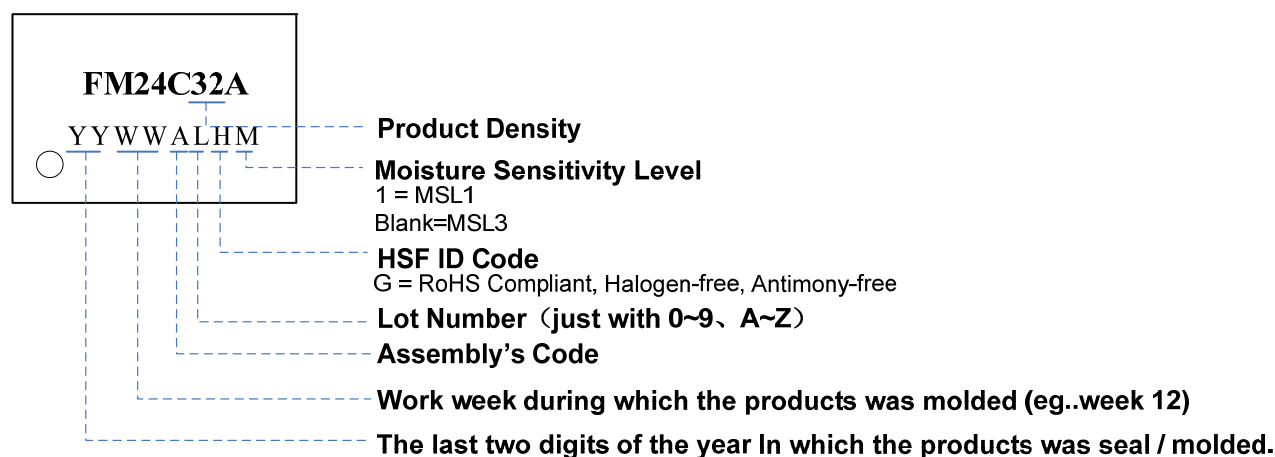 FM24C32A
YYWWALHM
Product Density
Moisture Sensitivity Level
1 = MSL1
Blank=MSL3
HSF ID Code
G = RoHS Compliant, Halogen-free, Antimony-free
Lot Number（just with 0~9、A~Z）
Assembly’s Code
Work week during which the products was molded (eg..week 12)
The last two digits of the year In which the products was seal / molded.